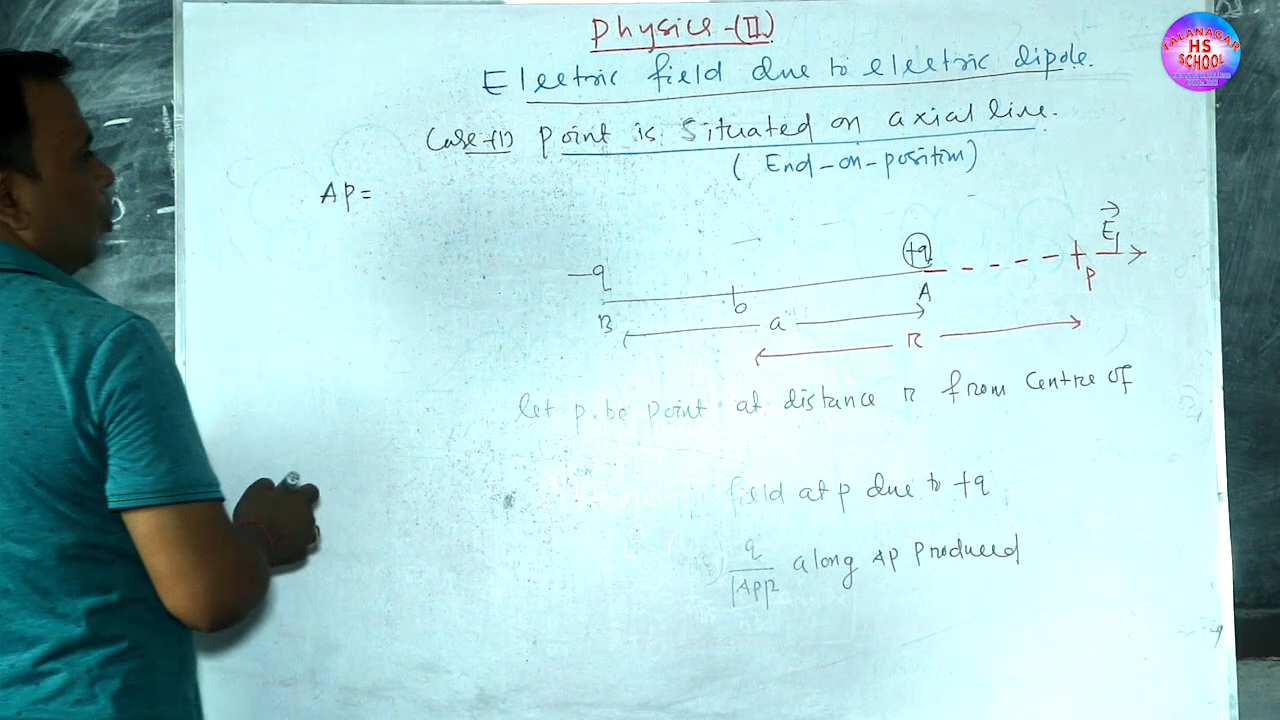 Physics-(II)
Electric field due to electric dipole.
Case-(1) Point is situated on axial line.
(End-on-position)
AP=
E1
-q
+q
P
B
o
A
a
r
let p be point at distance r from centre of
field at p due to +q
q
|AP|2
along AP produced
TALANAGAR
HS
SCHOOL